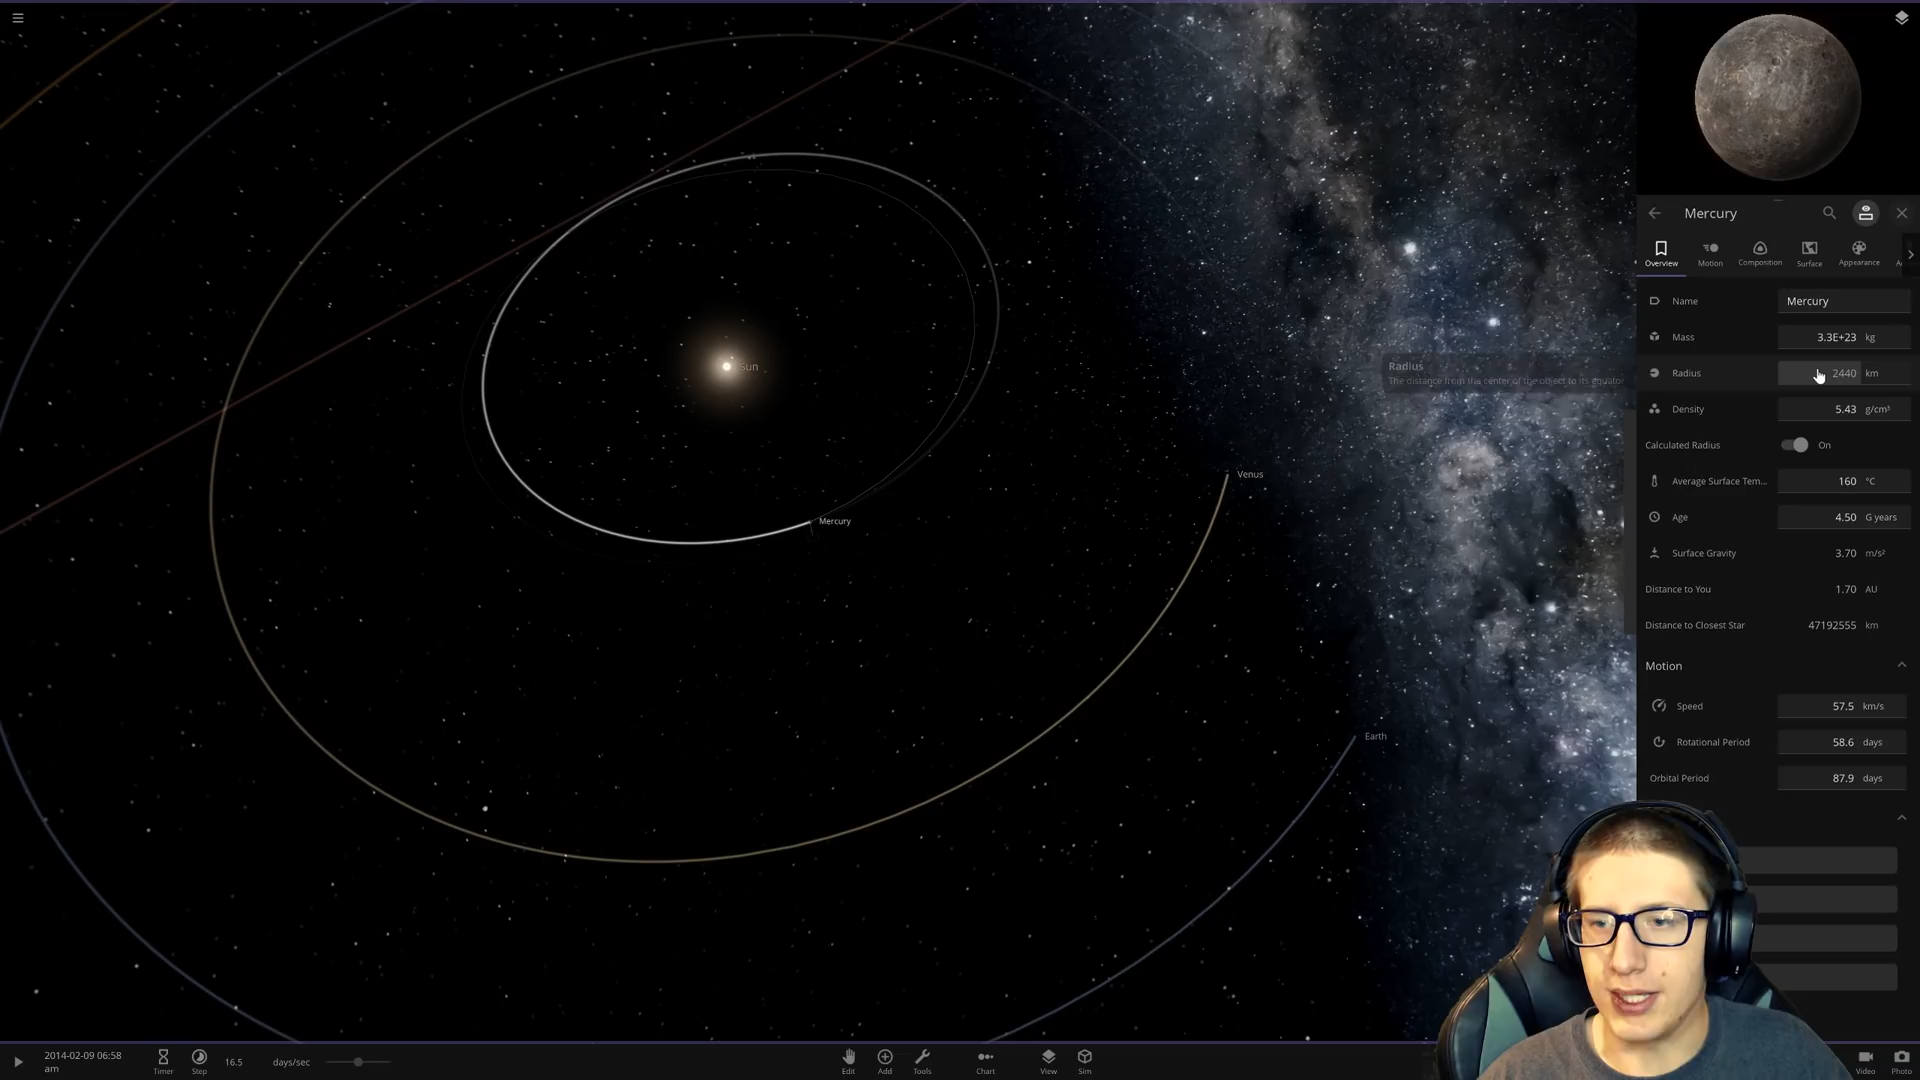 Mercury
Overview
Motion
Composition
Surface
Appearance
Name
Mercury
Mass
3.3E+23 kg
Radius
2440 km
Radius
The distance from the center of the object to its equator
Density
5.43 g/cm³
Calculated Radius
On
Average Surface Tem...
160 °C
Age
4.50 G years
Surface Gravity
3.70 m/s²
Distance to You
1.70 AU
Distance to Closest Star
47192555 km
Motion
Speed
57.5 km/s
Rotational Period
58.6 days
Orbital Period
87.9 days
Sun
Venus
Mercury
Earth
2014-02-09 06:58
am
Timer
Step
16.5 days/sec
Edit
Add
Tools
Chart
View
Sim
Video
Photo